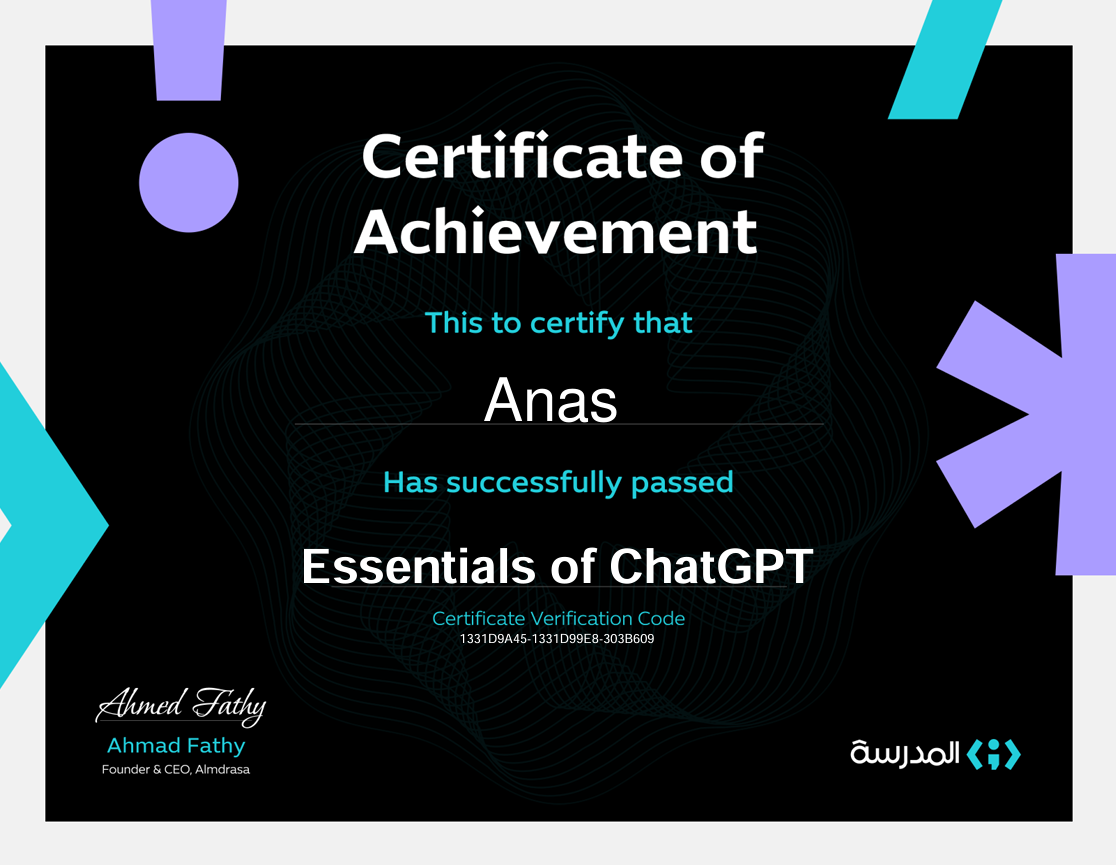 Certificate of
Achievement
This to certify that
Anas
Has successfully passed
Essentials of ChatGPT
Certificate Verification Code
1331D9A45-1331D99E8-303B609
Ahmed Fathy
Ahmad Fathy
Founder & CEO, Almdrasa
المدرسة